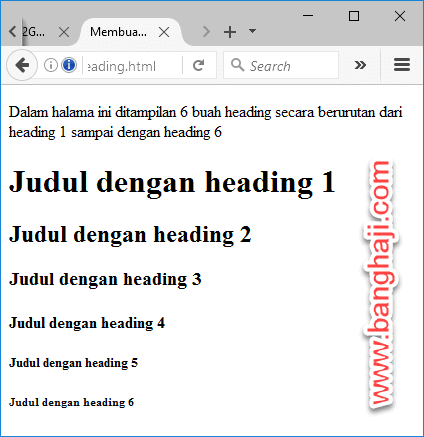 2G...
Membua...
eading.html
Search
Dalam halama ini ditampilan 6 buah heading secara berurutan dari
heading 1 sampai dengan heading 6
Judul dengan heading 1
Judul dengan heading 2
Judul dengan heading 3
Judul dengan heading 4
Judul dengan heading 5
Judul dengan heading 6
www.banghaji.com